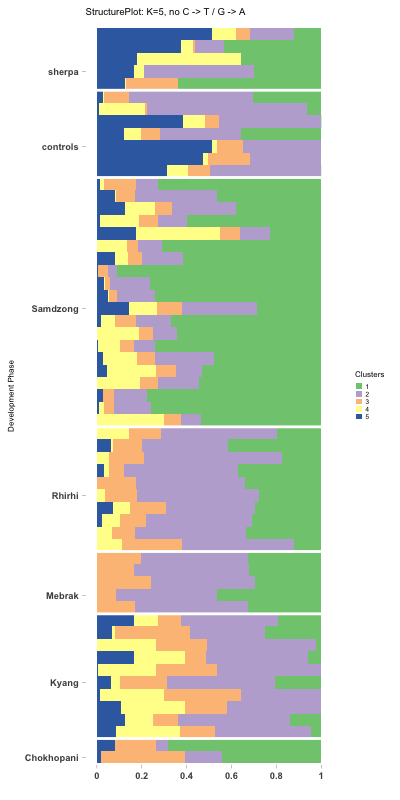 StructurePlot: K=5, no C -> T / G -> A
sherpa
controls
Samdzong
Rhirhi
Mebrak
Kyang
Chokhopani
Development Phase
Clusters
1
2
3
4
5
0 0.2 0.4 0.6 0.8 1